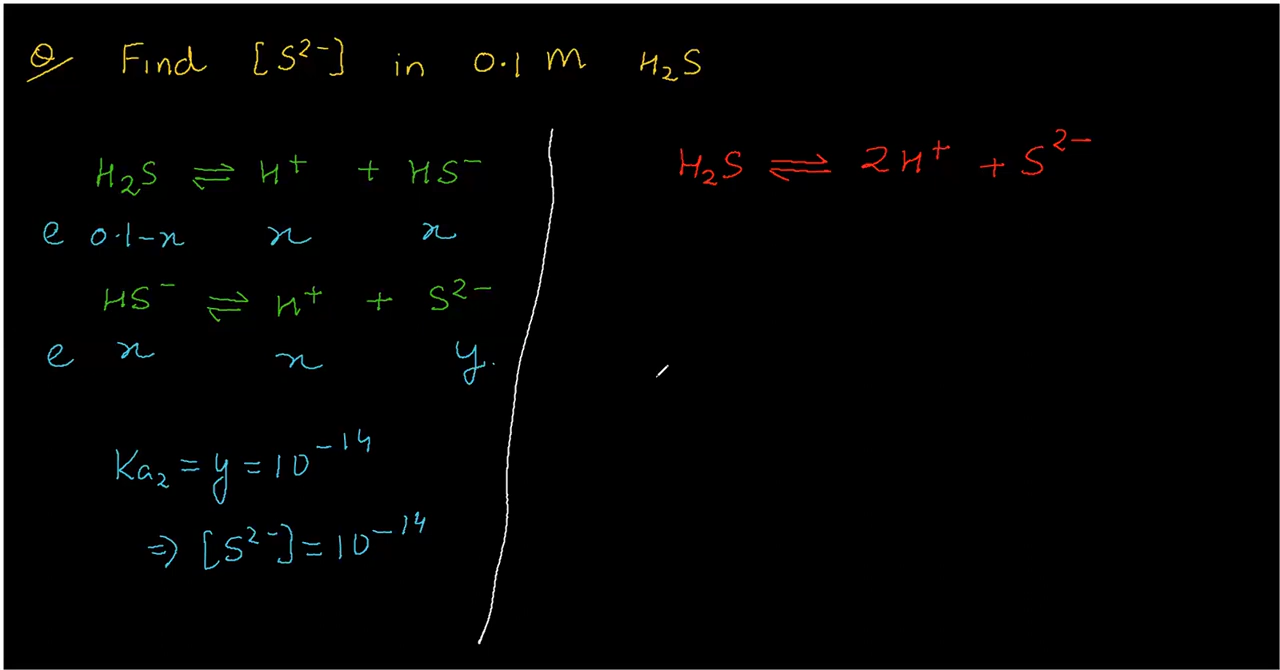 Q/ Find [S²⁻] in 0.1 M H₂S
H₂S ⇌ H⁺ + HS⁻
e 0.1-x x x
HS⁻ ⇌ H⁺ + S²⁻
e x x y.
Ka₂ = y = 10⁻¹⁴
⇒ [S²⁻] = 10⁻¹⁴
H₂S ⇌ 2H⁺ + S²⁻